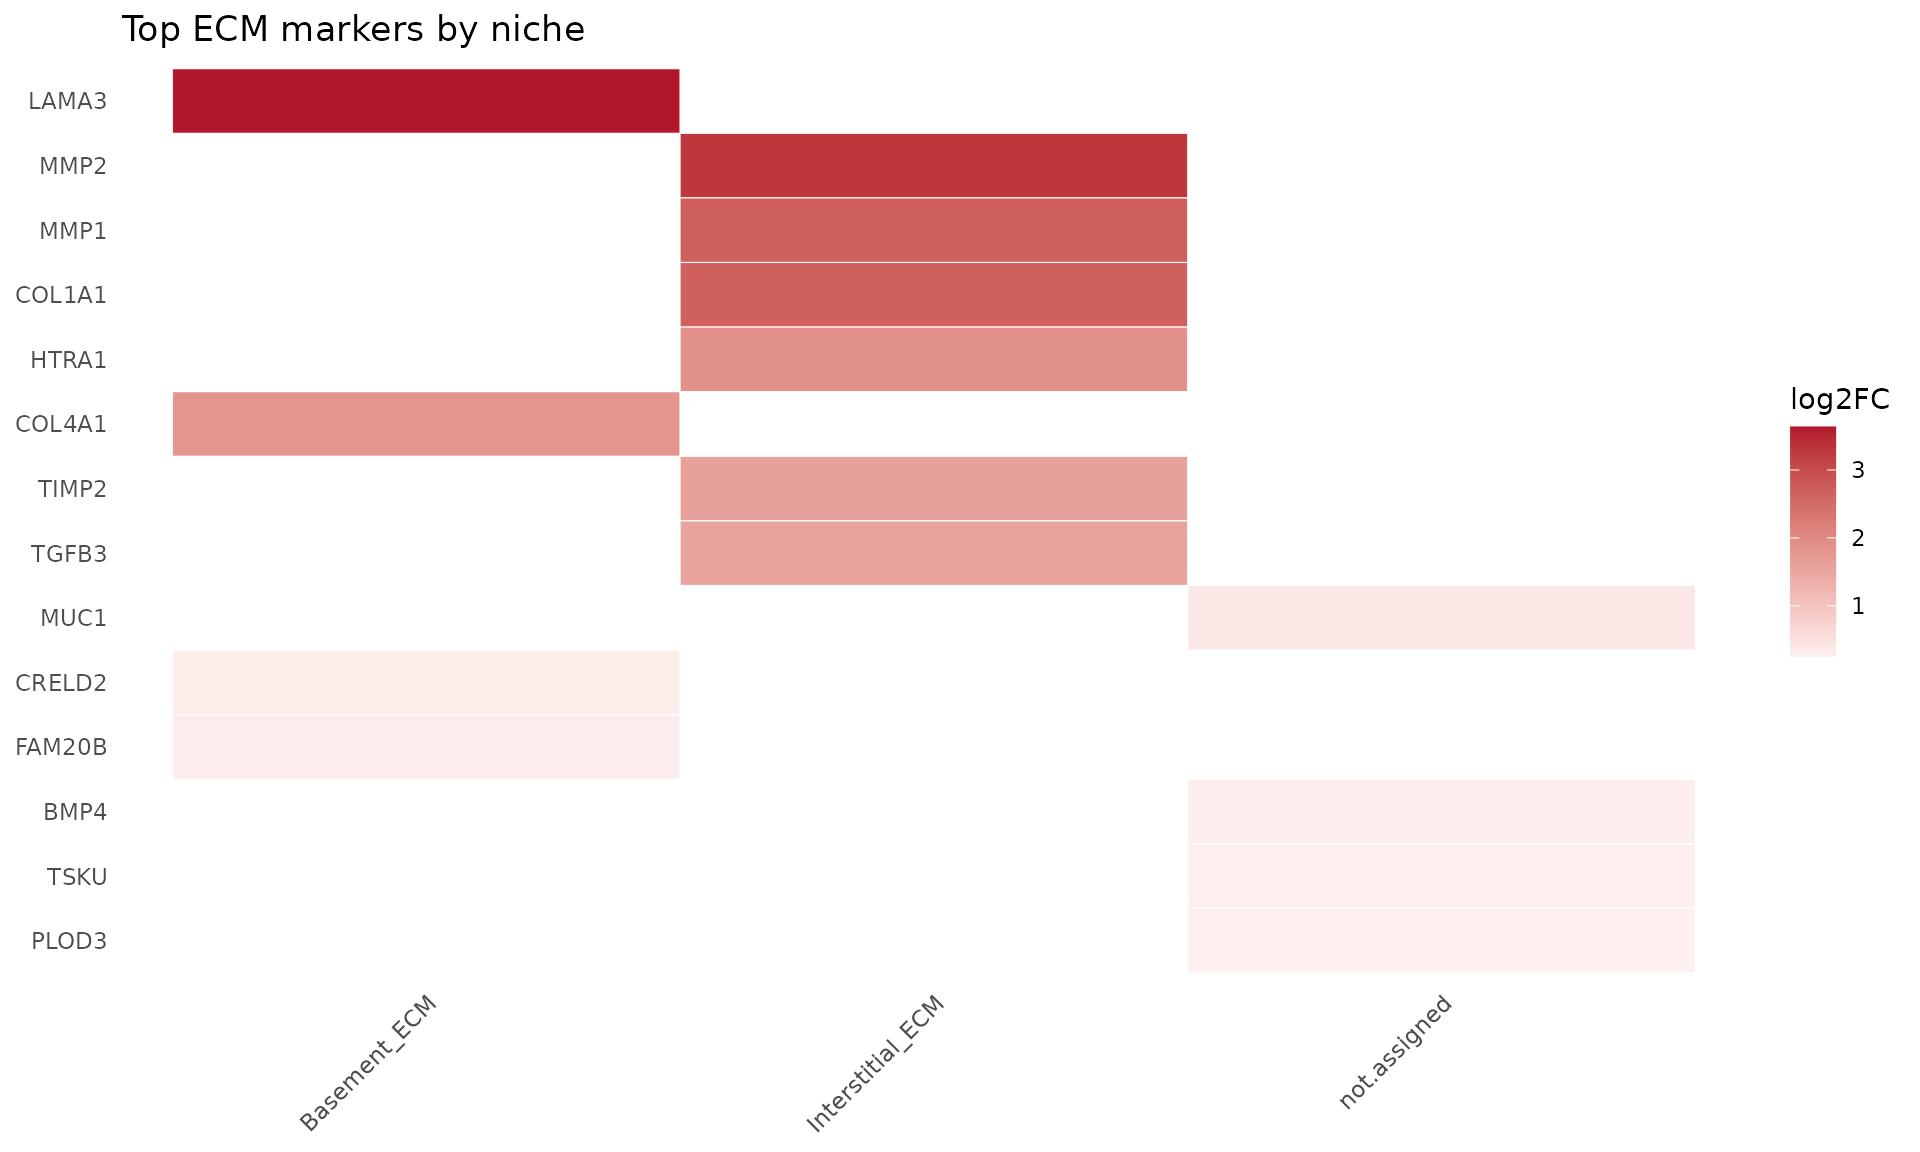 Top ECM markers by niche
LAMA3
MMP2
MMP1
COL1A1
HTRA1
COL4A1
TIMP2
TGFB3
MUC1
CRELD2
FAM20B
BMP4
TSKU
PLOD3
Basement_ECM
Interstitial_ECM
not.assigned
log2FC
3
2
1